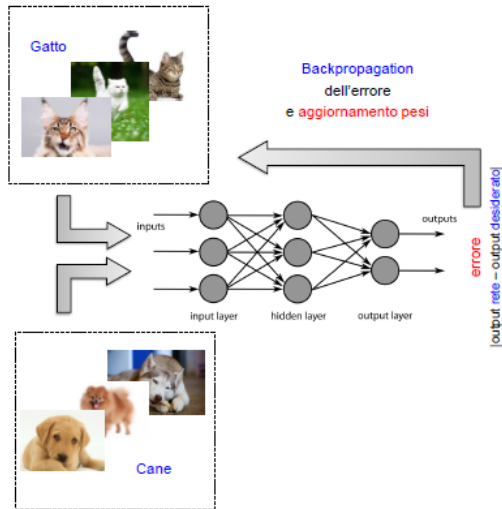 Gatto
Backpropagation
dell'errore
e aggiornamento pesi
inputs
outputs
input layer
hidden layer
output layer
errore
|output rete – output desiderato|
Cane